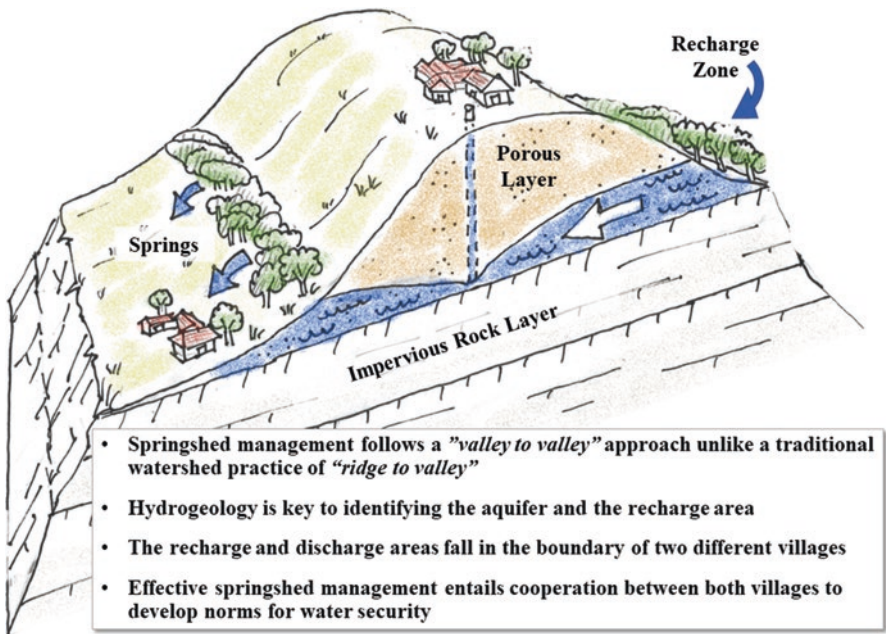 Recharge
Zone
Porous
Layer
Springs
Impervious Rock Layer
• Springshed management follows a ”valley to valley” approach unlike a traditional
watershed practice of “ridge to valley”
• Hydrogeology is key to identifying the aquifer and the recharge area
• The recharge and discharge areas fall in the boundary of two different villages
• Effective springshed management entails cooperation between both villages to
develop norms for water security